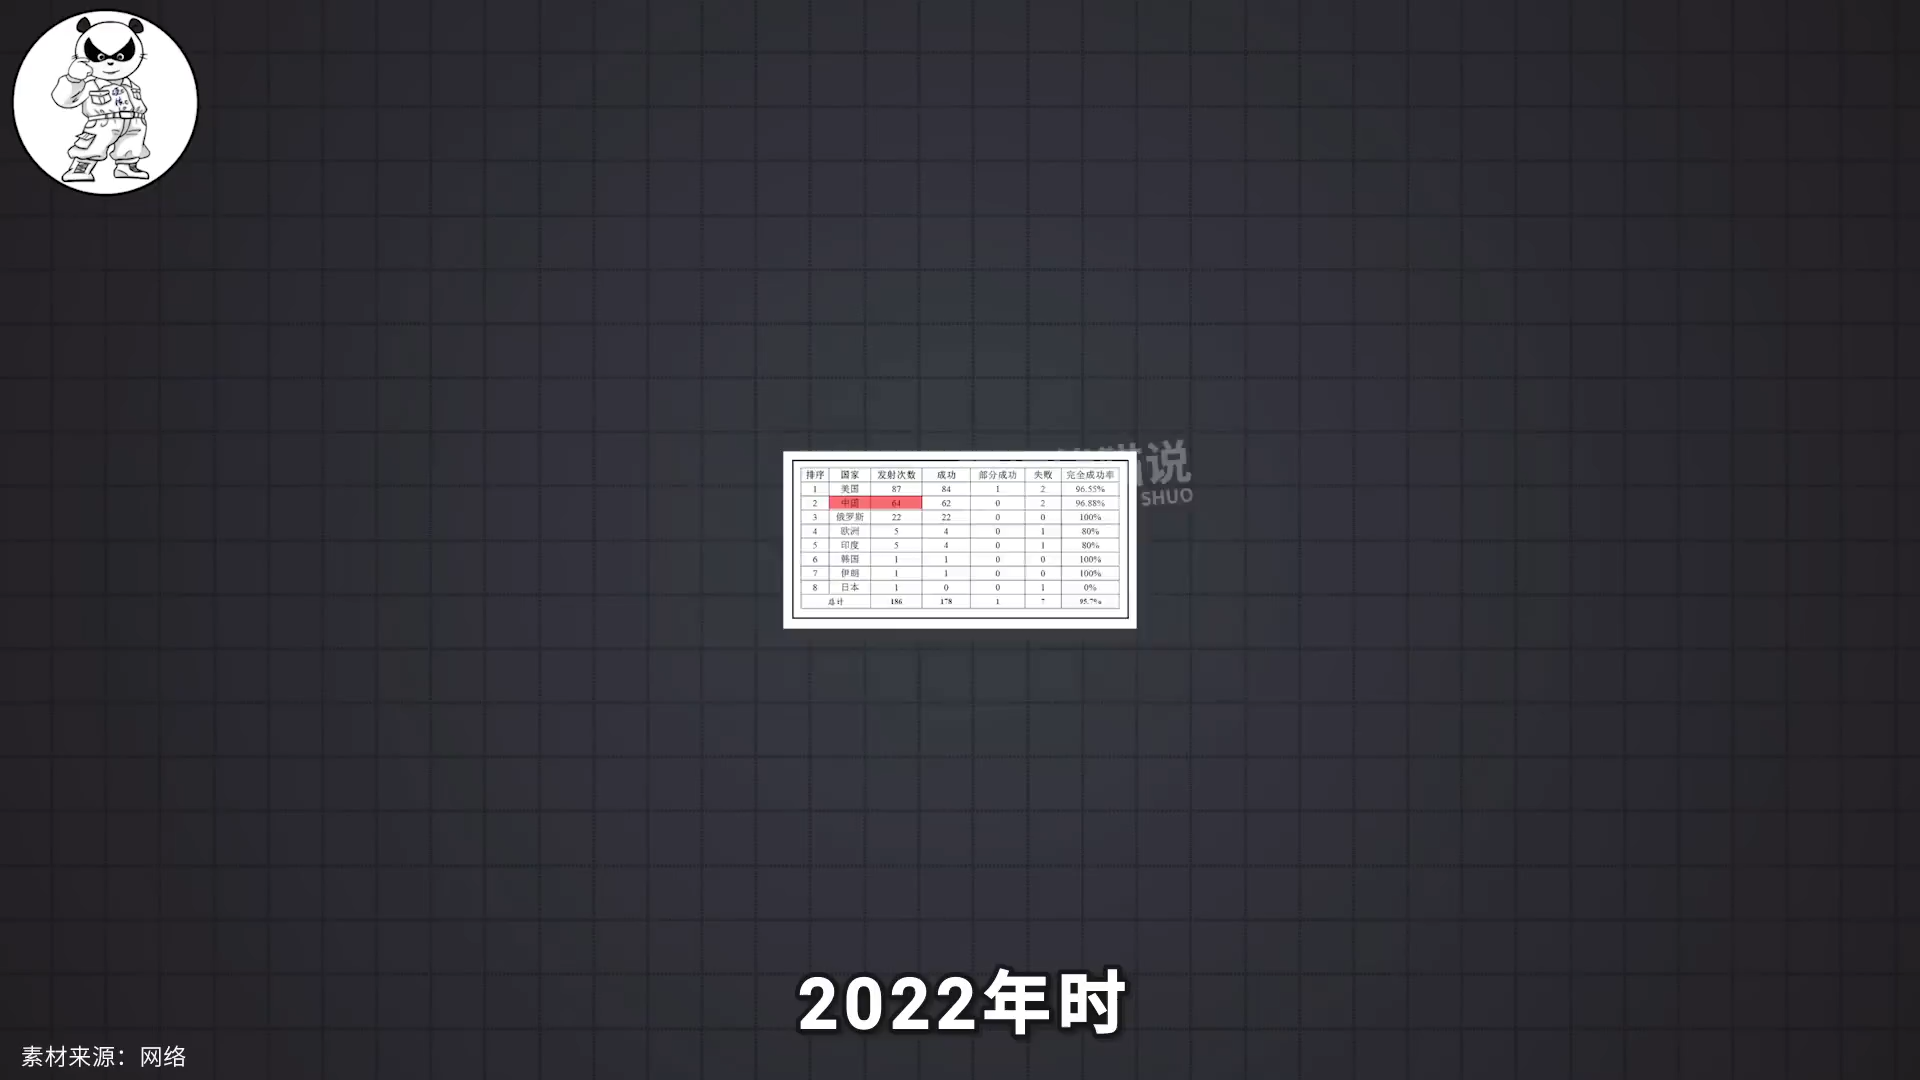 猫说
SHUO
排序 国家 发射次数 成功 部分成功 失败 完全成功率
1 美国 87 84 1 2 96.55%
2 中国 64 62 0 2 96.88%
3 俄罗斯 22 22 0 0 100%
4 欧洲 5 4 0 1 80%
5 印度 5 4 0 1 80%
6 韩国 1 1 0 0 100%
7 伊朗 1 1 0 0 100%
8 日本 1 0 0 1 0%
总计 186 178 1 7 95.7%
2022年时
素材来源：网络